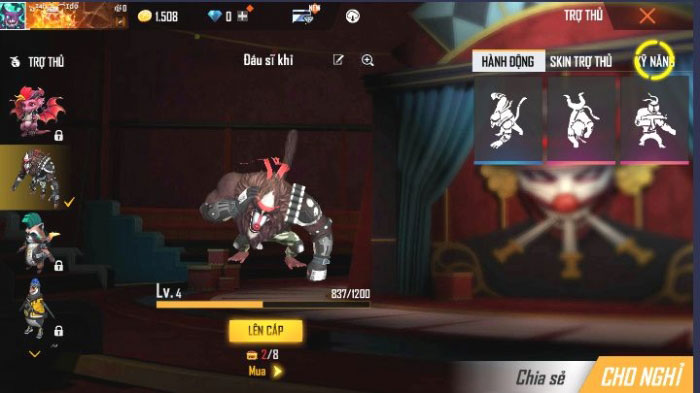 1.508
0
NEW
TRỢ THỦ
TRỢ THỦ
Đấu sĩ khỉ
HÀNH ĐỘNG
SKIN TRỢ THỦ
KỸ NĂNG
Lv. 4
837/1200
LÊN CẤP
2/8
Mua
Chia sẻ
CHO NGHỈ